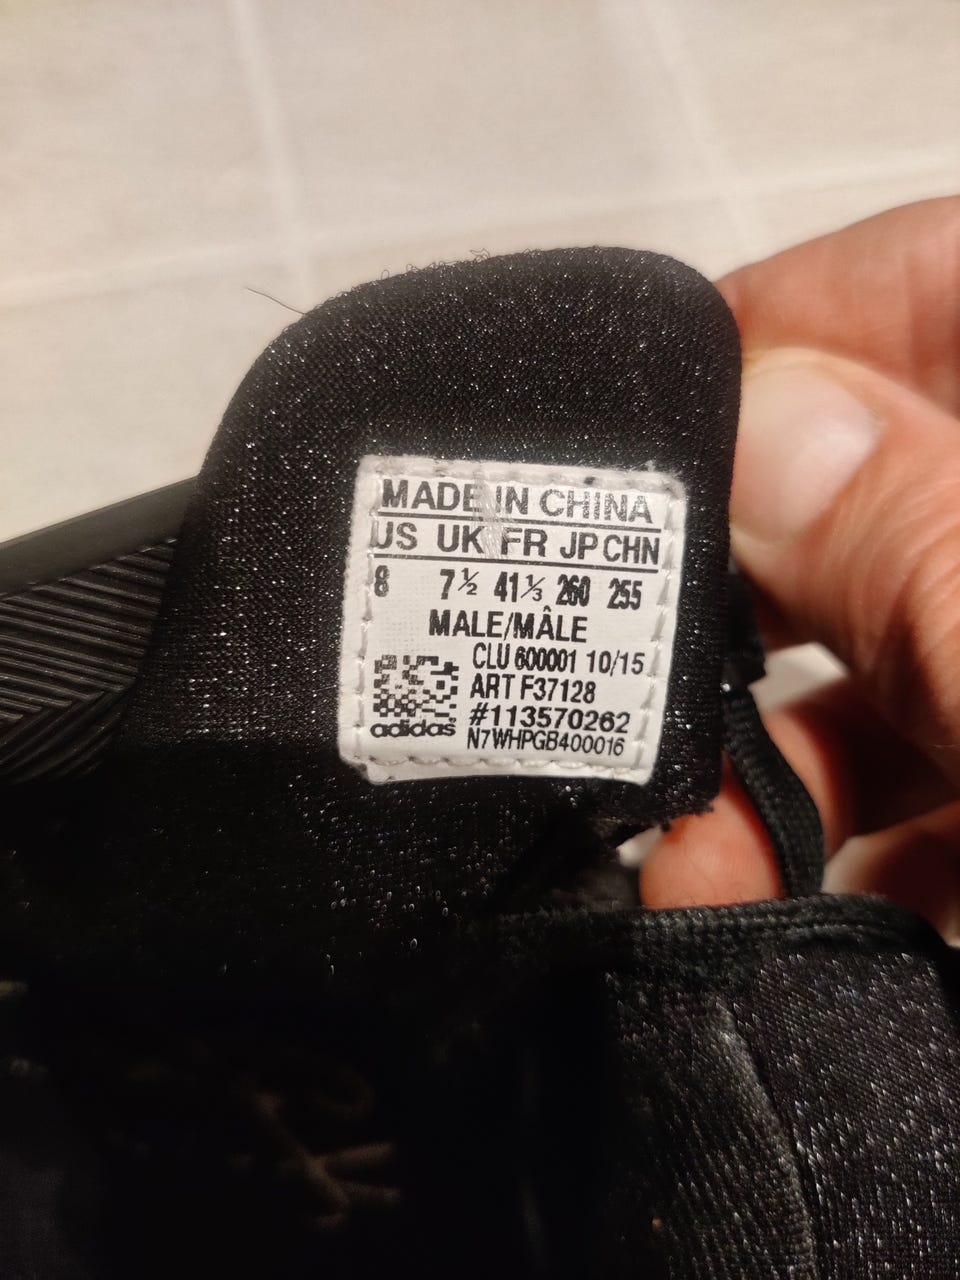 MADE IN CHINA
US UK FR JP CHN
8 7½ 41⅓ 260 255
MALE/MÂLE
CLU 600001 10/15
ART F37128
#113570262
adidas
N7WHPGB400016